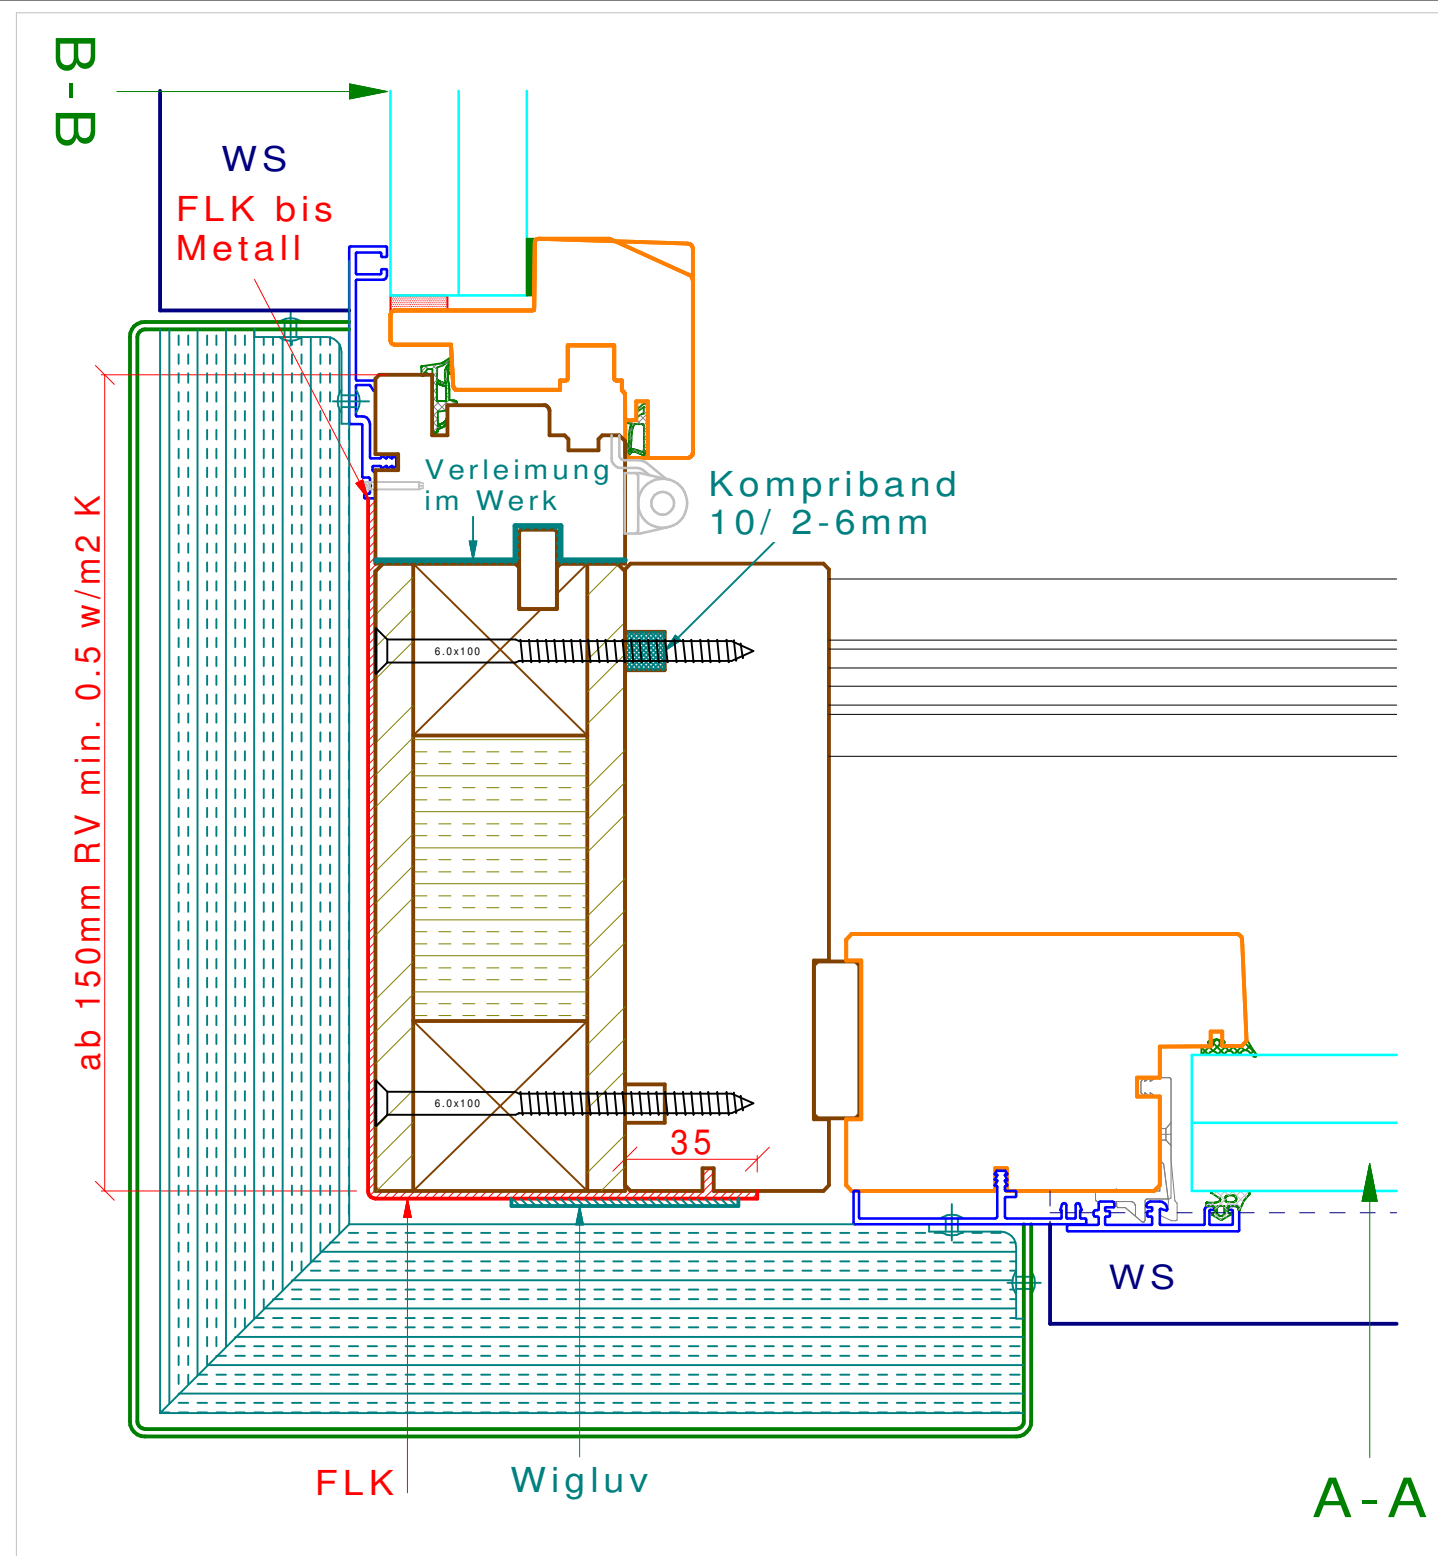 B-B
WS
FLK bis
Metall
Verleimung
im Werk
Kompriband
10/ 2-6mm
ab 150mm RV min. 0.5 w/m2 K
6.0x100
6.0x100
35
WS
FLK
Wigluv
A-A